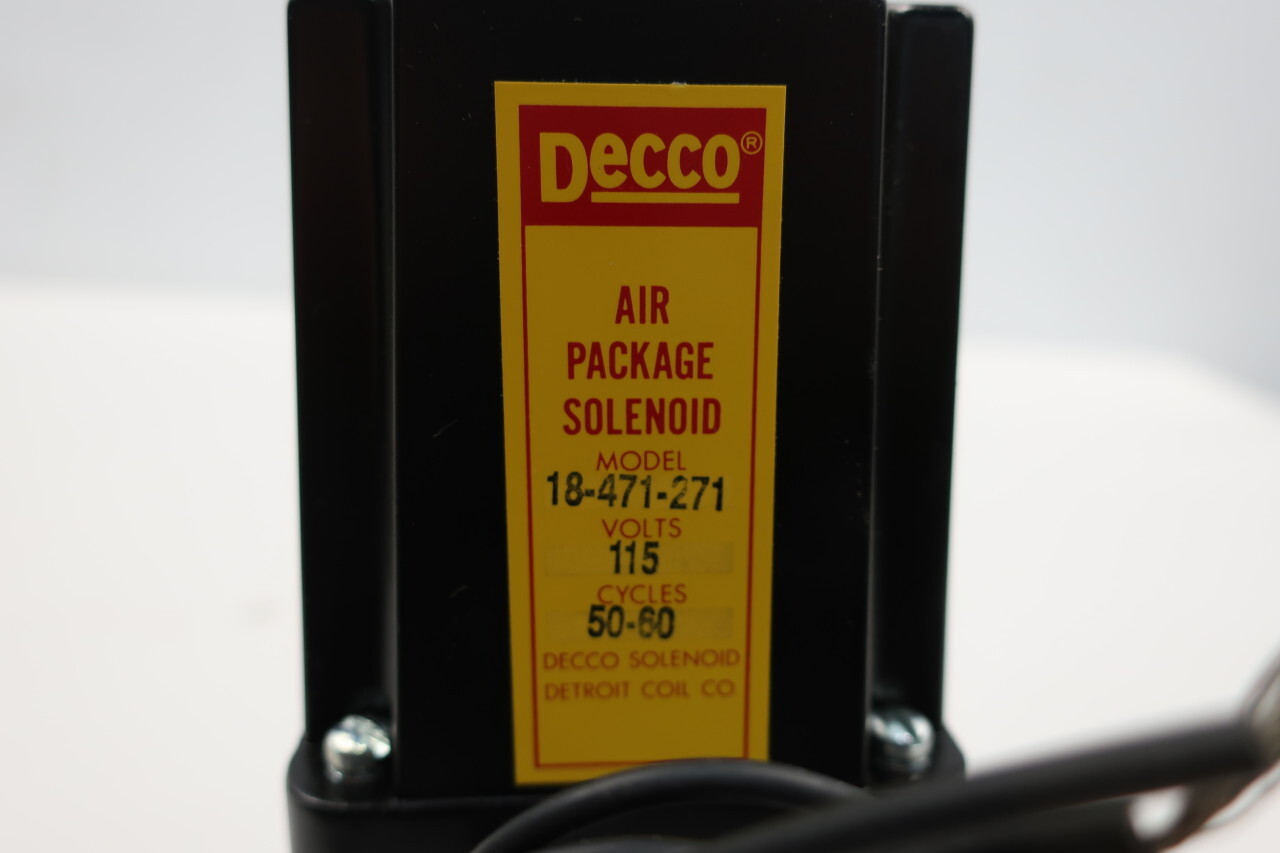 Decco®
AIR
PACKAGE
SOLENOID
MODEL
18-471-271
VOLTS
115
CYCLES
50-60
DECCO SOLENOID
DETROIT COIL CO.